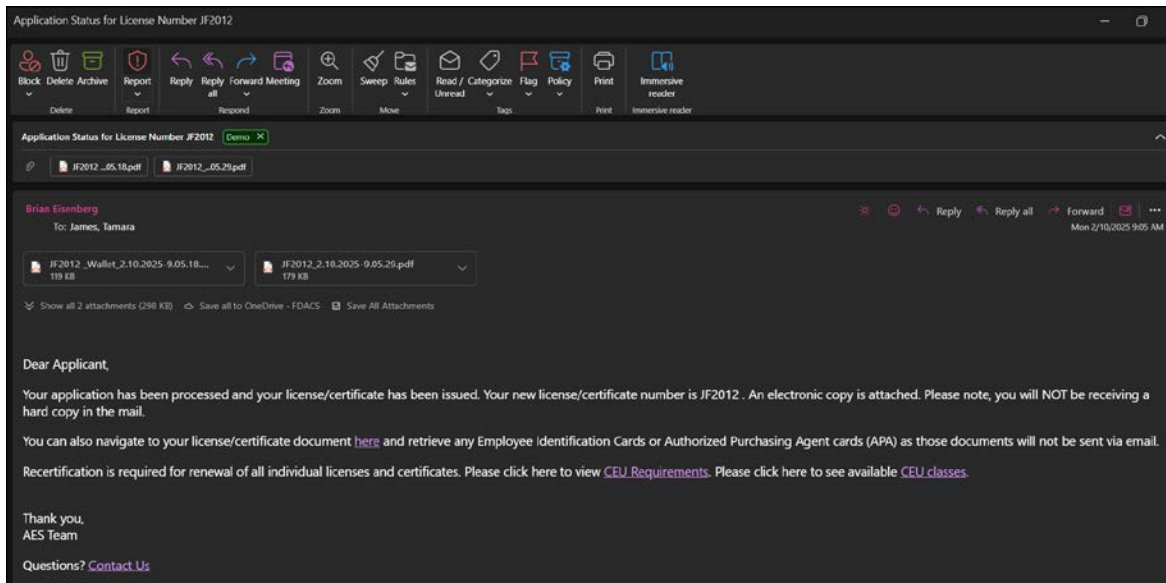 Application Status for License Number JF2012
Block Delete Archive Report Reply Reply all Forward Meeting Zoom Sweep Rules Read / Unread Categorize Flag Policy Print Immersive reader
Delete Report Respond Zoom Move Tags Print Immersive reader
Application Status for License Number JF2012 Demo ×
JF2012 ...05.18.pdf JF2012_...05.29.pdf
Brian Eisenberg
Reply Reply all Forward ...
To: James, Tamara
Mon 2/10/2025 9:05 AM
JF2012 _Wallet_2.10.2025-9.05.18.... JF2012_2.10.2025-9.05.29.pdf
119 KB 179 KB
Show all 2 attachments (298 KB) Save all to OneDrive - FDACS Save All Attachments
Dear Applicant,
Your application has been processed and your license/certificate has been issued. Your new license/certificate number is JF2012 . An electronic copy is attached. Please note, you will NOT be receiving a
hard copy in the mail.
You can also navigate to your license/certificate document here and retrieve any Employee Identification Cards or Authorized Purchasing Agent cards (APA) as those documents will not be sent via email.
Recertification is required for renewal of all individual licenses and certificates. Please click here to view CEU Requirements. Please click here to see available CEU classes.
Thank you,
AES Team
Questions? Contact Us